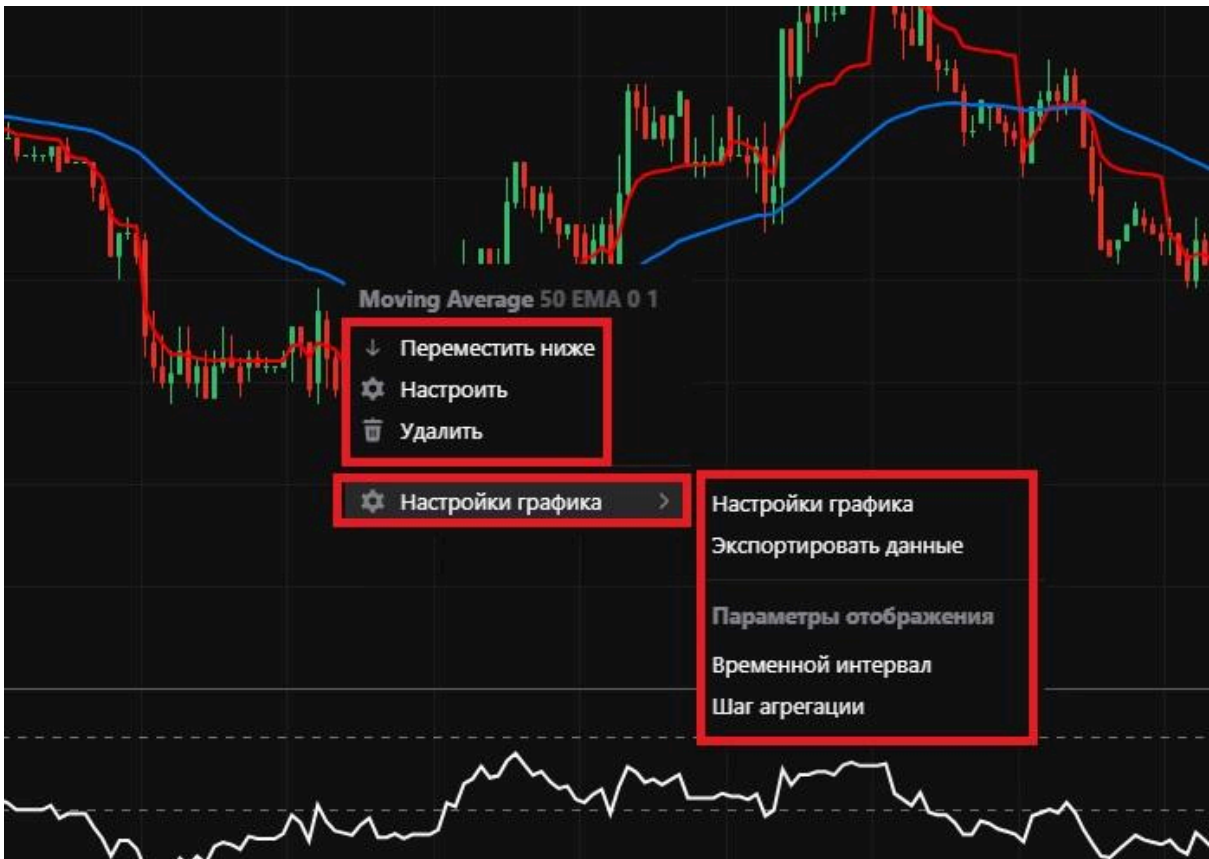 Moving Average 50 EMA 0 1
Переместить ниже
Настроить
Удалить
Настройки графика
Настройки графика
Экспортировать данные
Параметры отображения
Временной интервал
Шаг агрегации